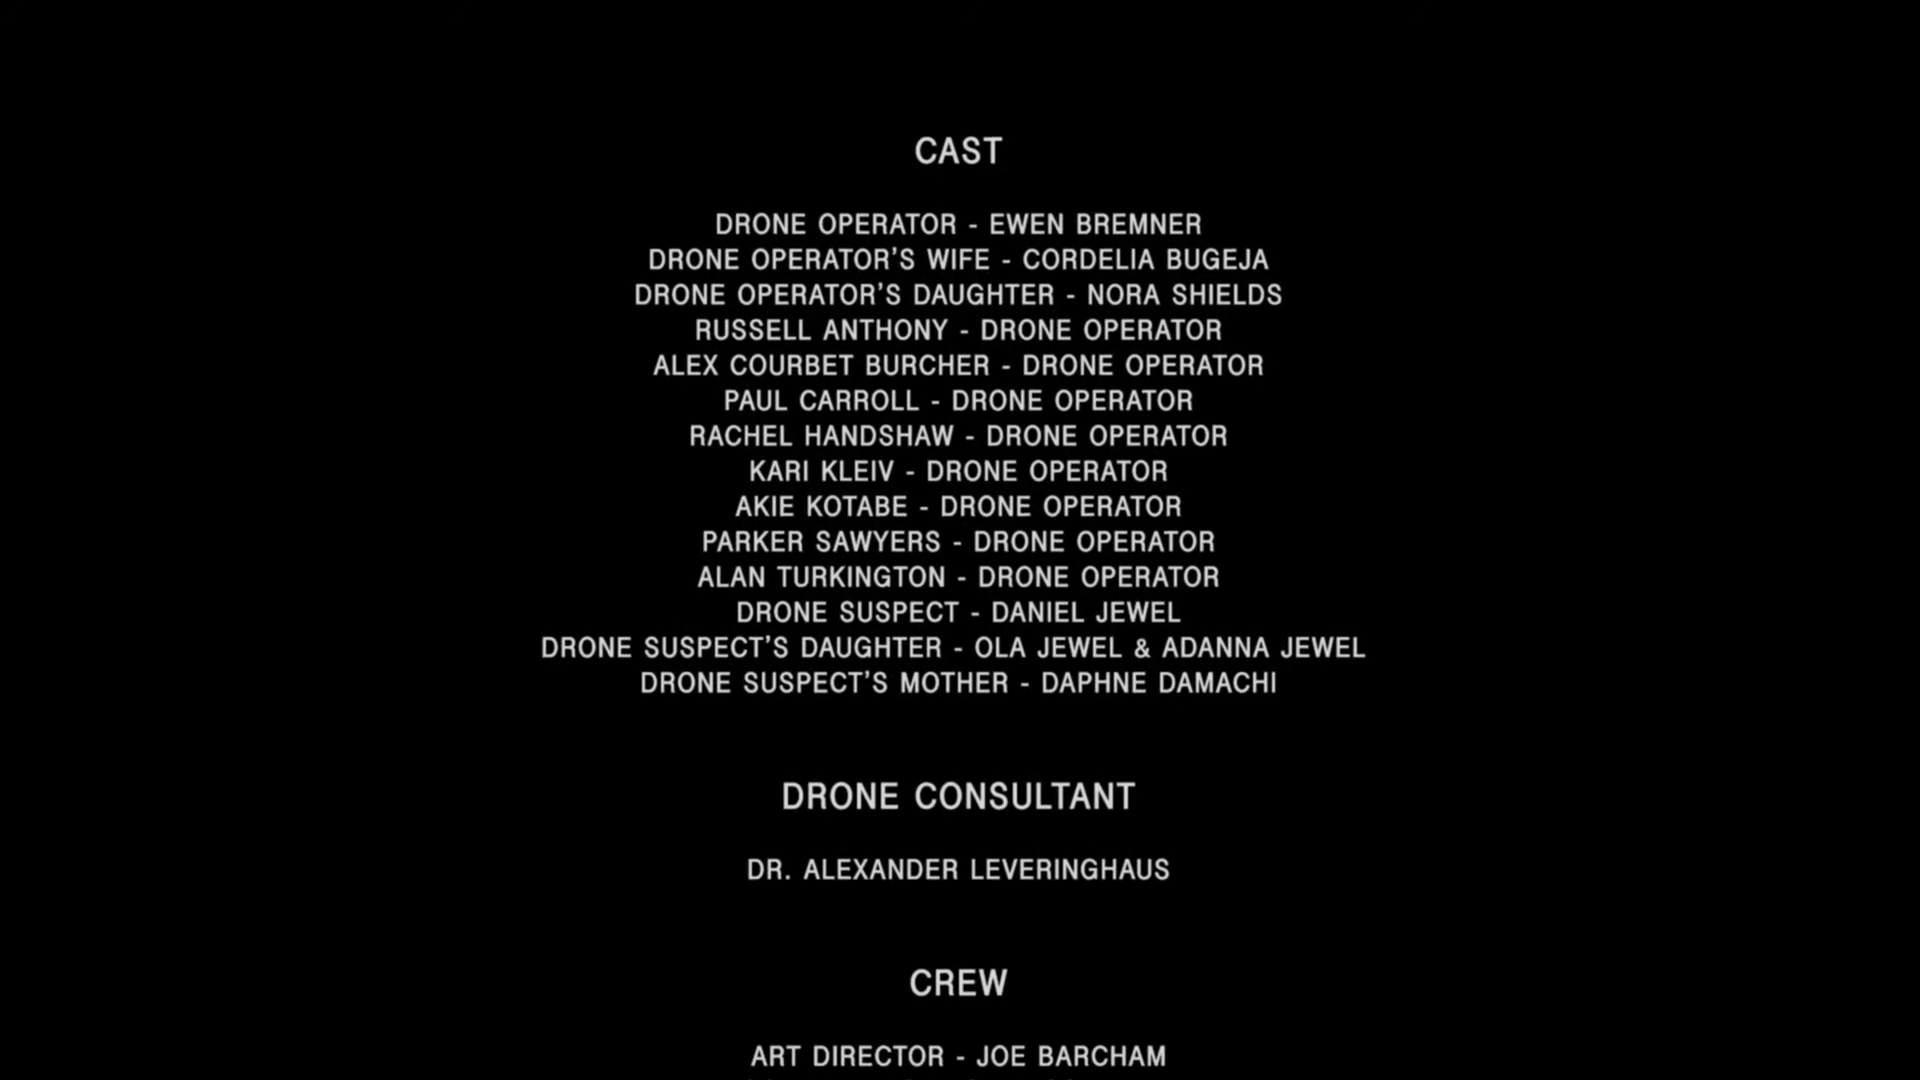 CAST
DRONE OPERATOR - EWEN BREMNER
DRONE OPERATOR'S WIFE - CORDELIA BUGEJA
DRONE OPERATOR'S DAUGHTER - NORA SHIELDS
RUSSELL ANTHONY - DRONE OPERATOR
ALEX COURBET BURCHER - DRONE OPERATOR
PAUL CARROLL - DRONE OPERATOR
RACHEL HANDSHAW - DRONE OPERATOR
KARI KLEIV - DRONE OPERATOR
AKIE KOTABE - DRONE OPERATOR
PARKER SAWYERS - DRONE OPERATOR
ALAN TURKINGTON - DRONE OPERATOR
DRONE SUSPECT - DANIEL JEWEL
DRONE SUSPECT'S DAUGHTER - OLA JEWEL & ADANNA JEWEL
DRONE SUSPECT'S MOTHER - DAPHNE DAMACHI
DRONE CONSULTANT
DR. ALEXANDER LEVERINGHAUS
CREW
ART DIRECTOR - JOE BARCHAM